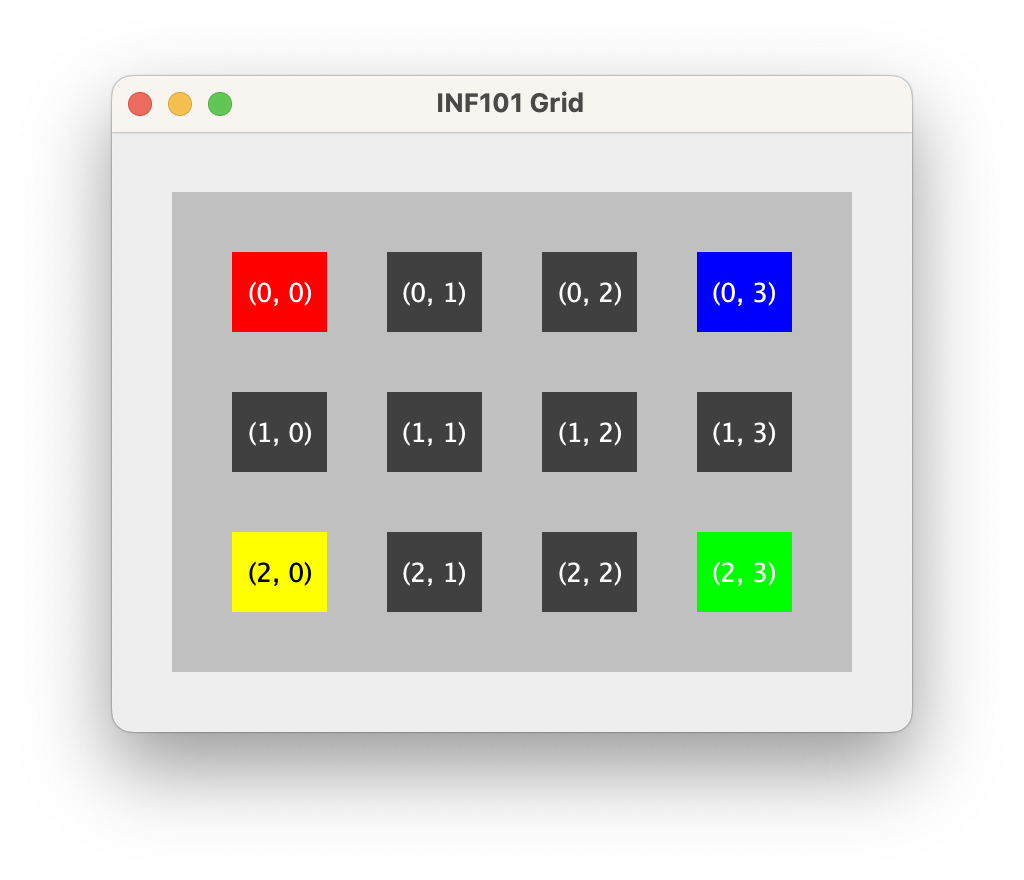 INF101 Grid
(0, 0) (0, 1) (0, 2) (0, 3)
(1, 0) (1, 1) (1, 2) (1, 3)
(2, 0) (2, 1) (2, 2) (2, 3)